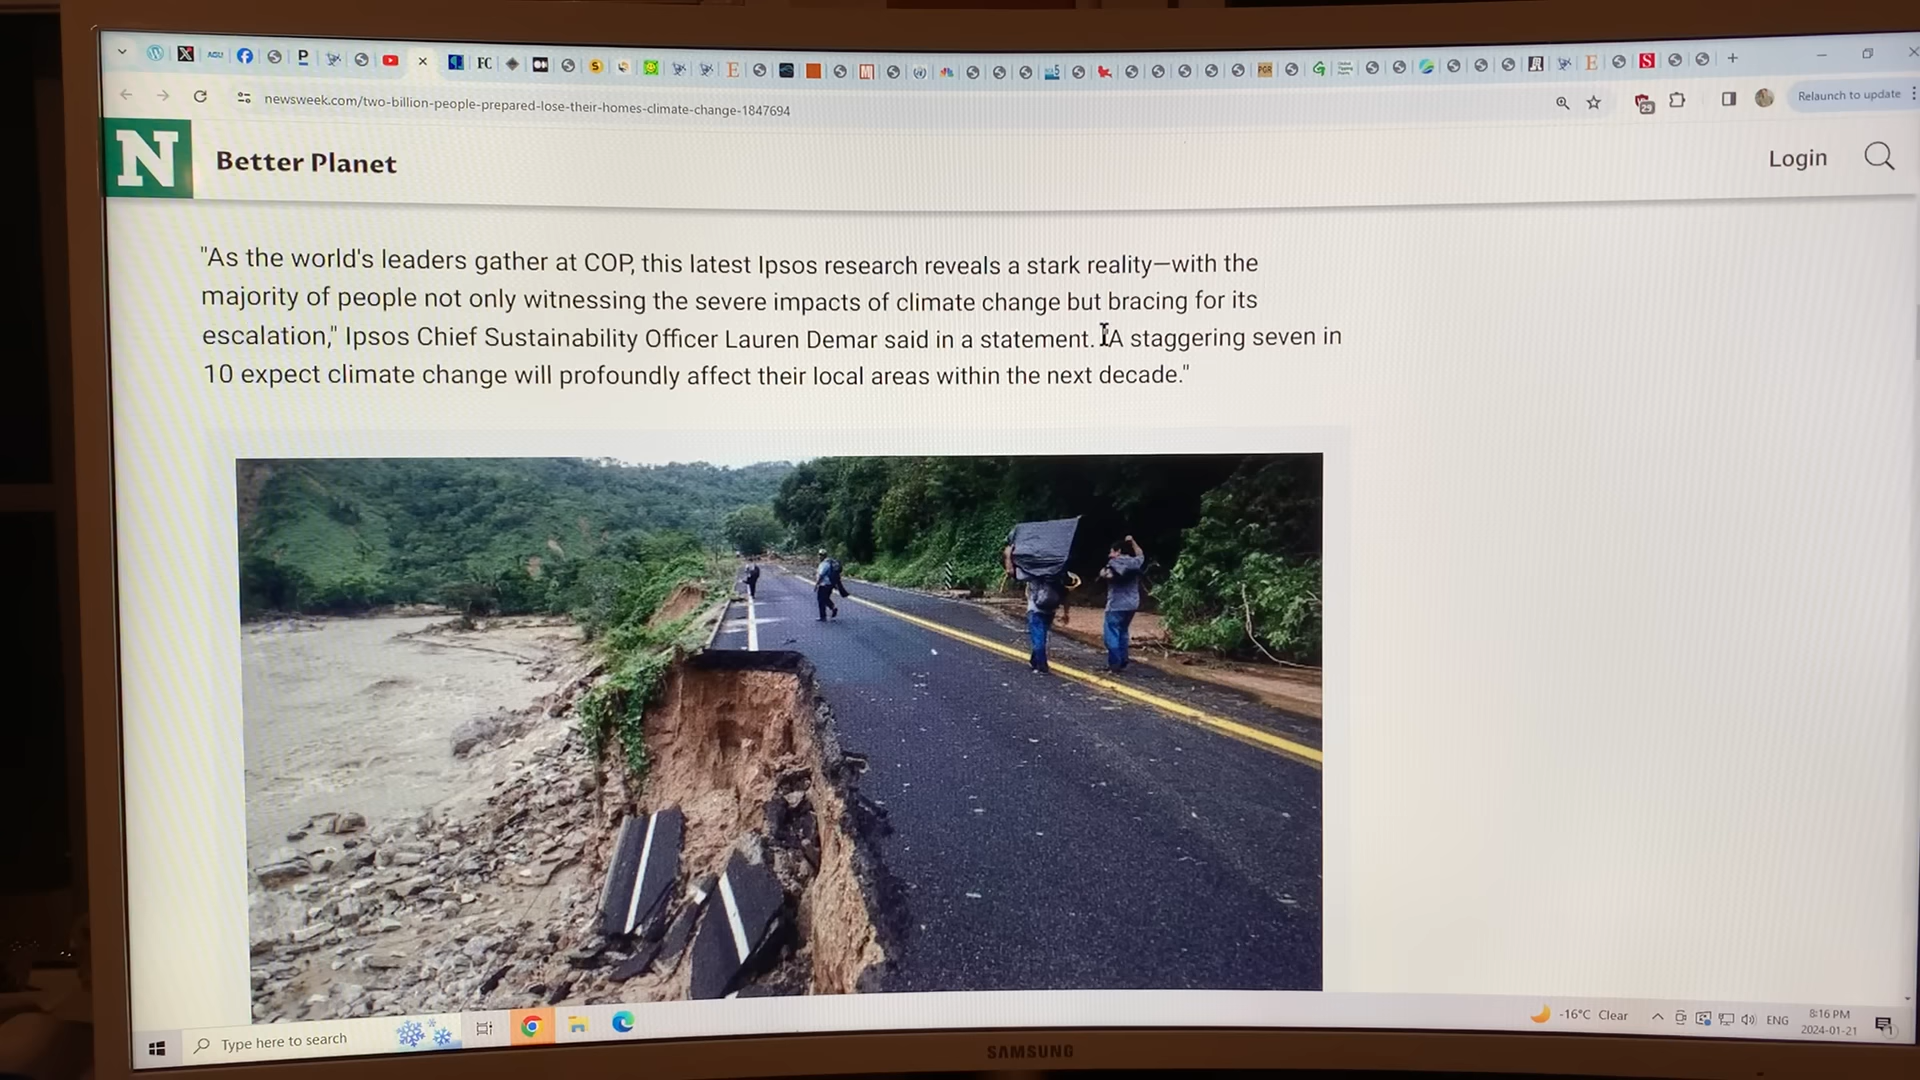 FC
newsweek.com/two-billion-people-prepared-lose-their-homes-climate-change-1847694
Relaunch to update
N
Better Planet
Login
"As the world's leaders gather at COP, this latest Ipsos research reveals a stark reality—with the
majority of people not only witnessing the severe impacts of climate change but bracing for its
escalation," Ipsos Chief Sustainability Officer Lauren Demar said in a statement. "A staggering seven in
10 expect climate change will profoundly affect their local areas within the next decade."
Type here to search
-16°C Clear
ENG
8:16 PM
2024-01-21
SAMSUNG